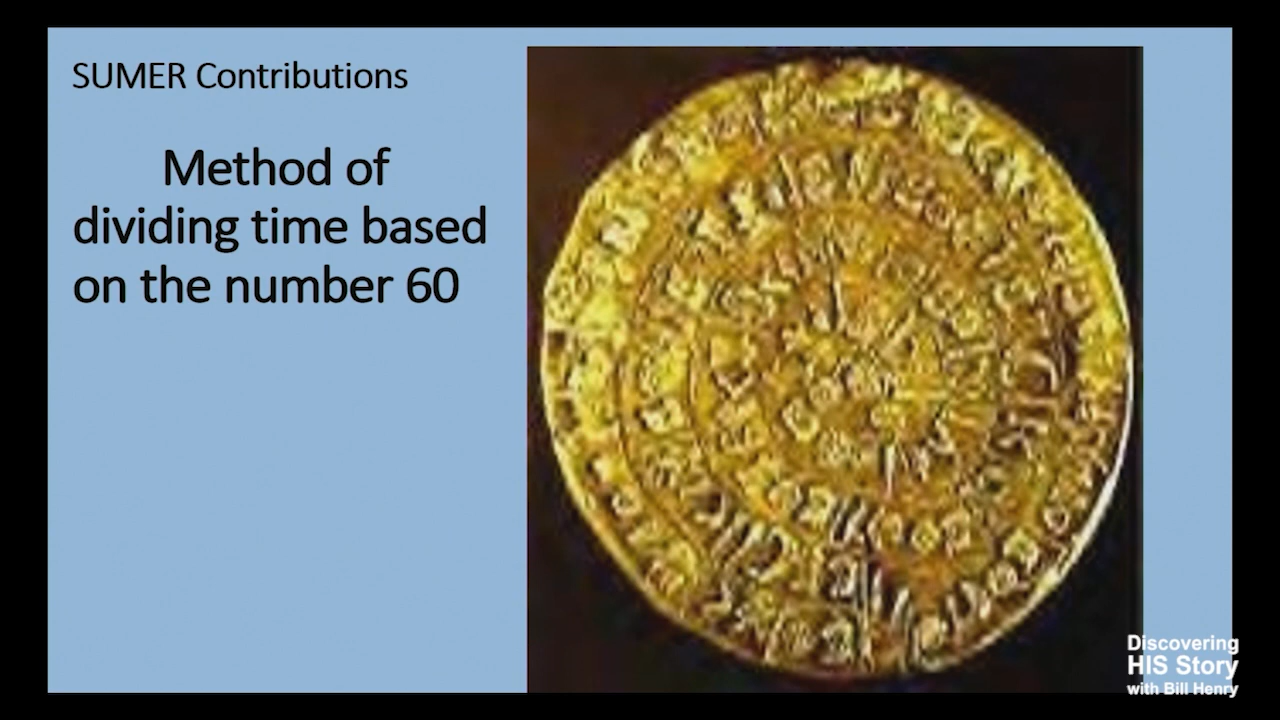 SUMER Contributions
Method of
dividing time based
on the number 60
Discovering
HIS Story
with Bill Henry